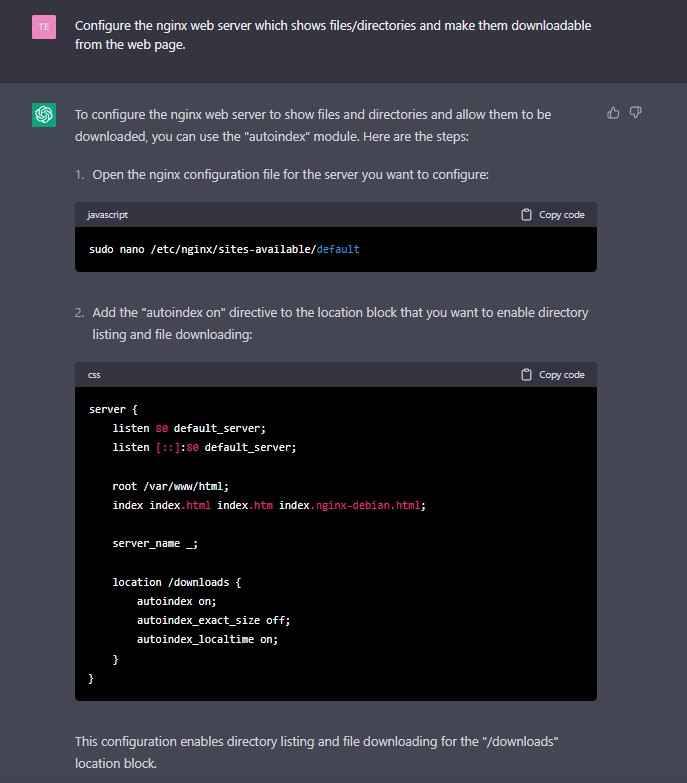 TE
Configure the nginx web server which shows files/directories and make them downloadable
from the web page.
To configure the nginx web server to show files and directories and allow them to be
downloaded, you can use the "autoindex" module. Here are the steps:
1. Open the nginx configuration file for the server you want to configure:
javascript Copy code
sudo nano /etc/nginx/sites-available/default
2. Add the "autoindex on" directive to the location block that you want to enable directory
listing and file downloading:
css Copy code
server {
    listen 80 default_server;
    listen [::]:80 default_server;
    root /var/www/html;
    index index.html index.htm index.nginx-debian.html;
    server_name _;
    location /downloads {
        autoindex on;
        autoindex_exact_size off;
        autoindex_localtime on;
    }
}
This configuration enables directory listing and file downloading for the "/downloads"
location block.